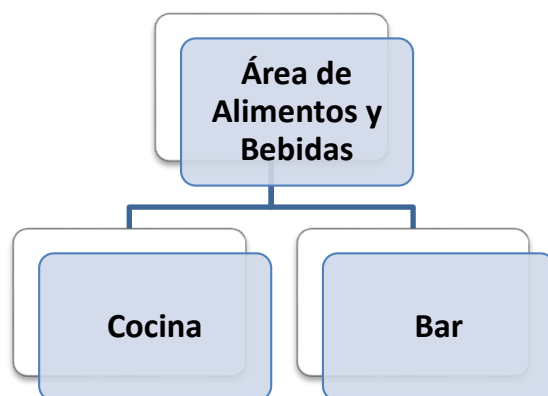 Área de
Alimentos y
Bebidas
Cocina
Bar